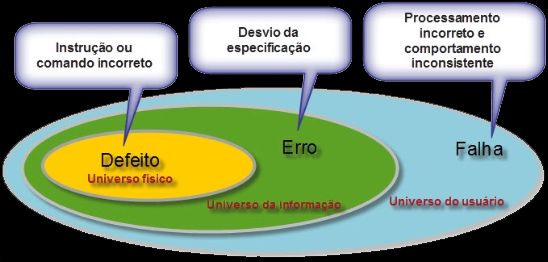 Instrução ou
comando incorreto
Desvio da
especificação
Processamento
incorreto e
comportamento
inconsistente
Defeito
Universo físico
Erro
Universo da informação
Falha
Universo do usuário